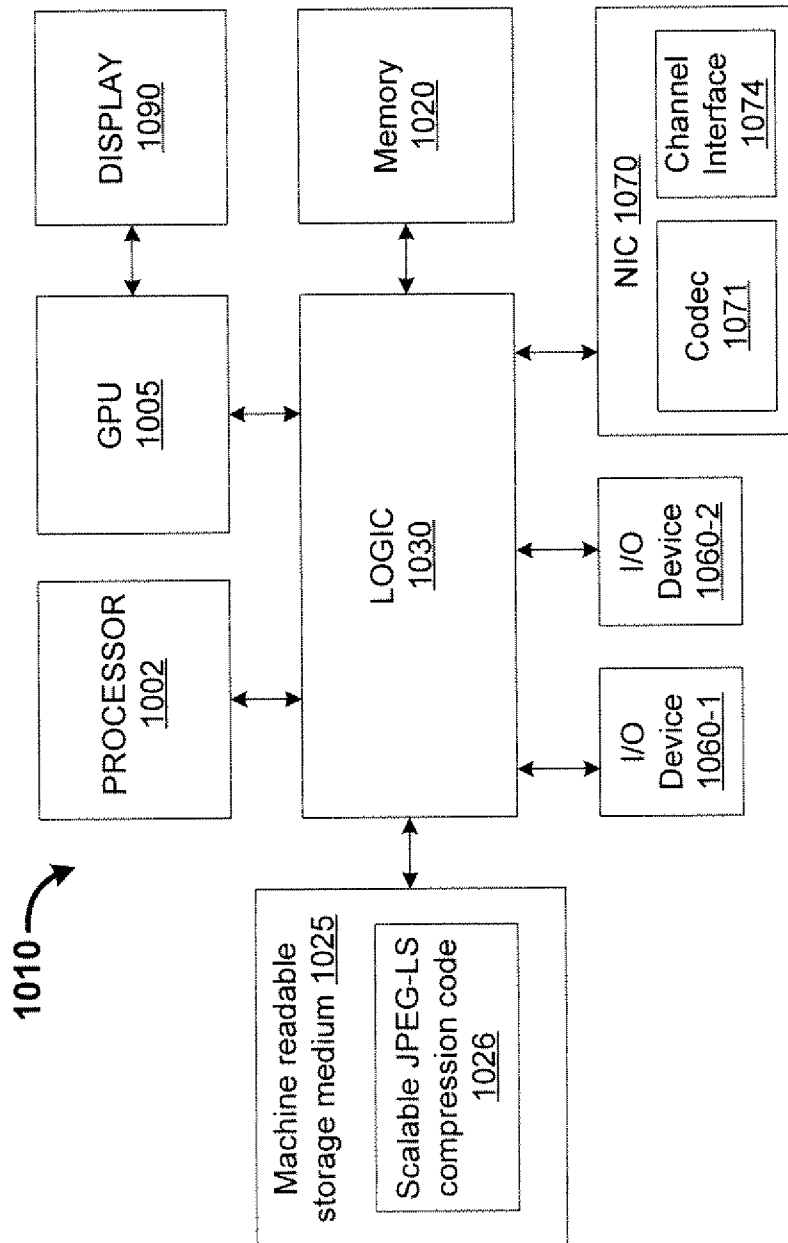 1010
PROCESSOR
1002
GPU
1005
DISPLAY
1090
Machine readable
storage medium 1025
Scalable JPEG-LS
compression code
1026
LOGIC
1030
Memory
1020
I/O
Device
1060-1
I/O
Device
1060-2
NIC 1070
Codec
1071
Channel
Interface
1074